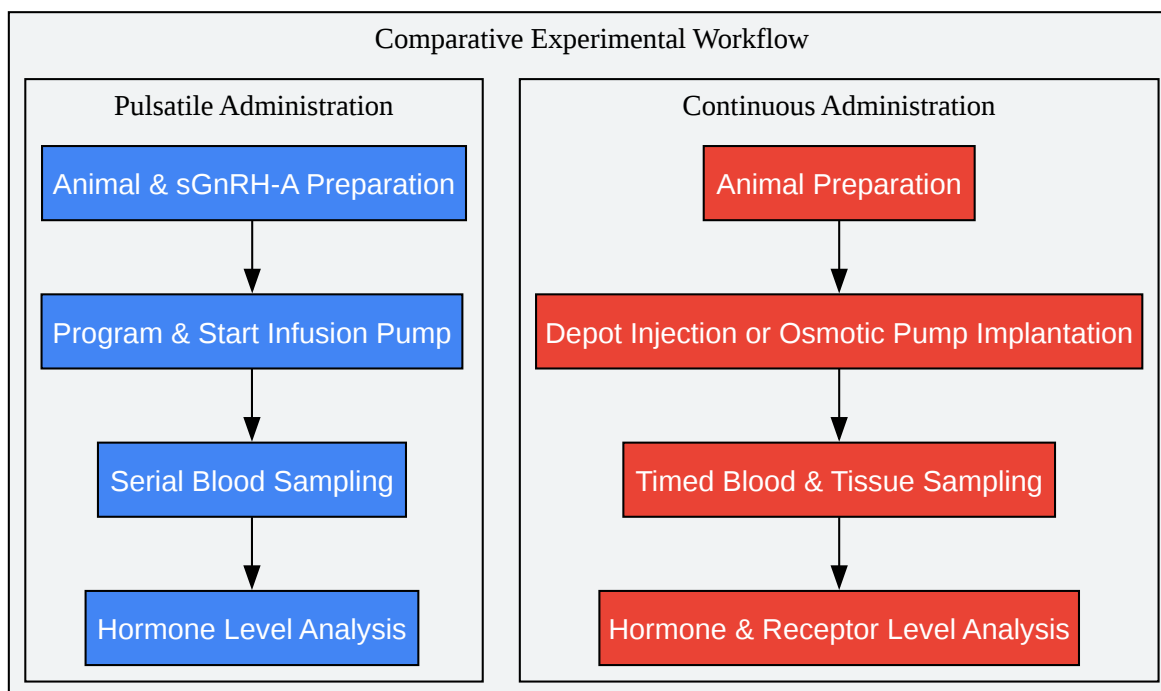 Comparative Experimental Workflow
Pulsatile Administration
Animal & sGnRH-A Preparation
Program & Start Infusion Pump
Serial Blood Sampling
Hormone Level Analysis
Continuous Administration
Animal Preparation
Depot Injection or Osmotic Pump Implantation
Timed Blood & Tissue Sampling
Hormone & Receptor Level Analysis